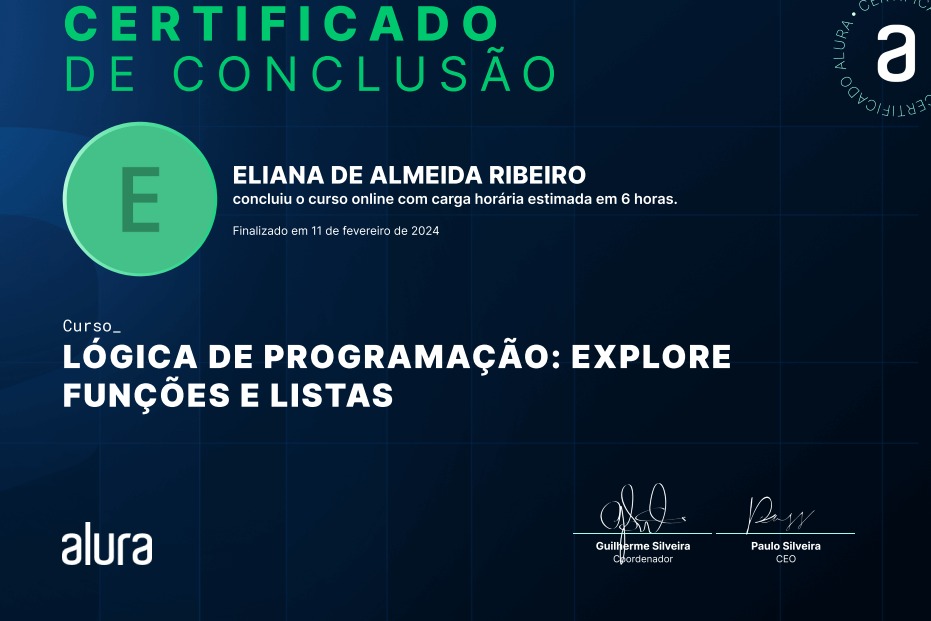 CERTIFICADO
DE CONCLUSÃO
CERTIFICADO ALURA •
a
E
ELIANA DE ALMEIDA RIBEIRO
concluiu o curso online com carga horária estimada em 6 horas.
Finalizado em 11 de fevereiro de 2024
Curso_
LÓGICA DE PROGRAMAÇÃO: EXPLORE
FUNÇÕES E LISTAS
alura
Guilherme Silveira
Coordenador
Paulo Silveira
CEO